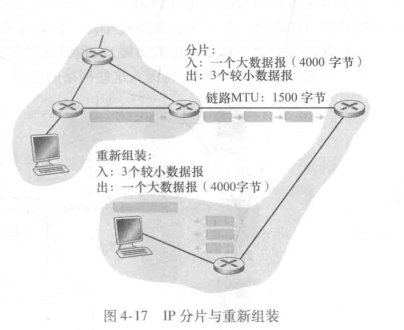 分片：
入：一个大数据报（4000 字节）
出：3个较小数据报
链路MTU：1500 字节
重新组装：
入：3个较小数据报
出：一个大数据报（4000字节）
图 4-17 IP 分片与重新组装